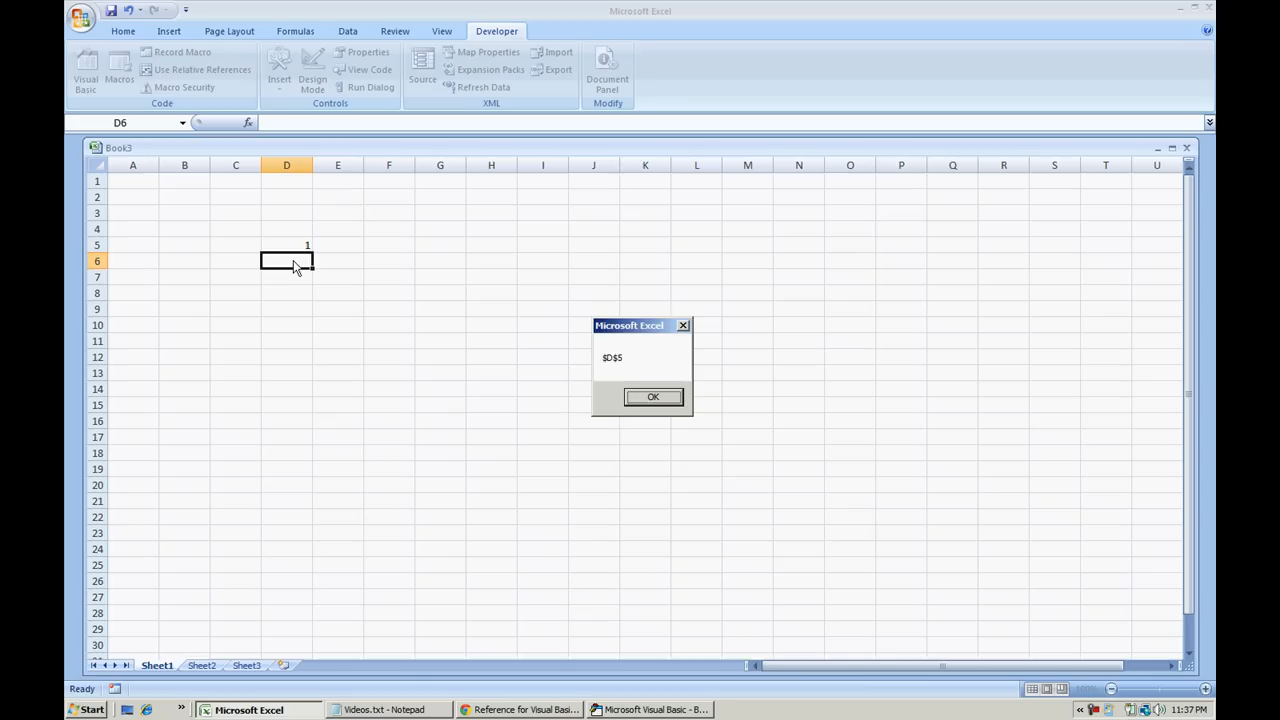 Microsoft Excel
Home Insert Page Layout Formulas Data Review View Developer
Visual Basic
Macros
Record Macro
Use Relative References
Macro Security
Code
Insert
Design Mode
Properties
View Code
Run Dialog
Controls
Source
Map Properties
Expansion Packs
Refresh Data
Import
Export
XML
Document Panel
Modify
D6
fx
Book3
A B C D E F G H I J K L M N O P Q R S T U
1
2
3
4
5 1
6
7
8
9
10
11
12
13
14
15
16
17
18
19
20
21
22
23
24
25
26
27
28
29
30
Microsoft Excel
$D$5
OK
Sheet1 Sheet2 Sheet3
Ready
100%
Start
Microsoft Excel
Videos.txt - Notepad
Reference for Visual Basi...
Microsoft Visual Basic - B...
11:37 PM